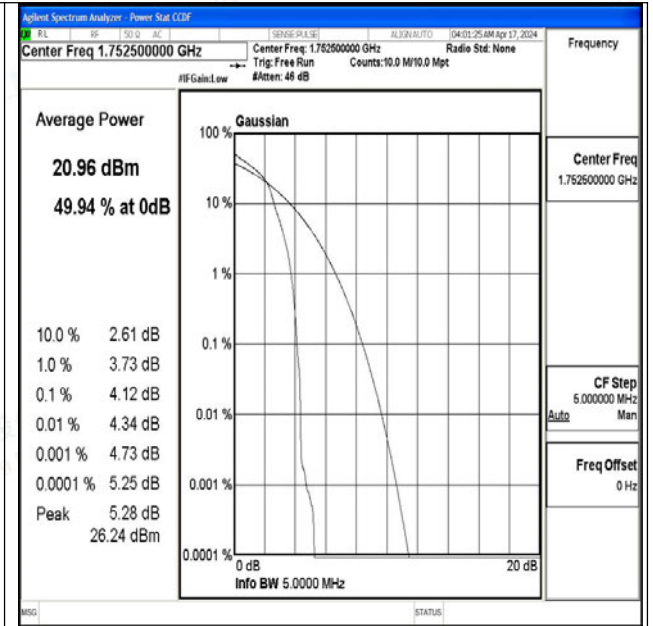 Agilent Spectrum Analyzer - Power Stat CCDF
RL RF 50 Ω AC SENSE:PULSE ALIGN AUTO 04:01:25 AM Apr 17, 2024
Center Freq 1.752500000 GHz
Center Freq: 1.752500000 GHz Radio Std: None
Trig: Free Run Counts:10.0 M/10.0 Mpt
#IFGain:Low #Atten: 46 dB
Frequency
Average Power
20.96 dBm
49.94 % at 0dB
10.0 % 2.61 dB
1.0 % 3.73 dB
0.1 % 4.12 dB
0.01 % 4.34 dB
0.001 % 4.73 dB
0.0001 % 5.25 dB
Peak 5.28 dB
26.24 dBm
Gaussian
100 %
10 %
1 %
0.1 %
0.01 %
0.001 %
0.0001 %
0 dB 20 dB
Info BW 5.0000 MHz
Center Freq
1.752500000 GHz
CF Step
5.000000 MHz
Auto Man
Freq Offset
0 Hz
MSG STATUS